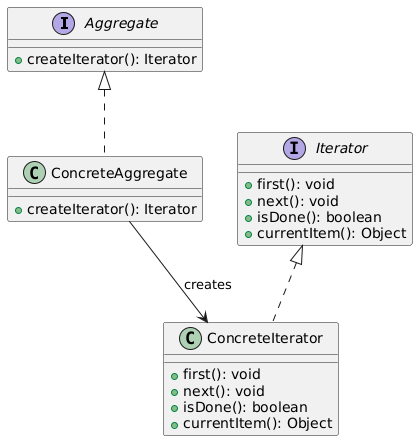 I Aggregate
createIterator(): Iterator
C ConcreteAggregate
createIterator(): Iterator
I Iterator
first(): void
next(): void
isDone(): boolean
currentItem(): Object
creates
C ConcreteIterator
first(): void
next(): void
isDone(): boolean
currentItem(): Object